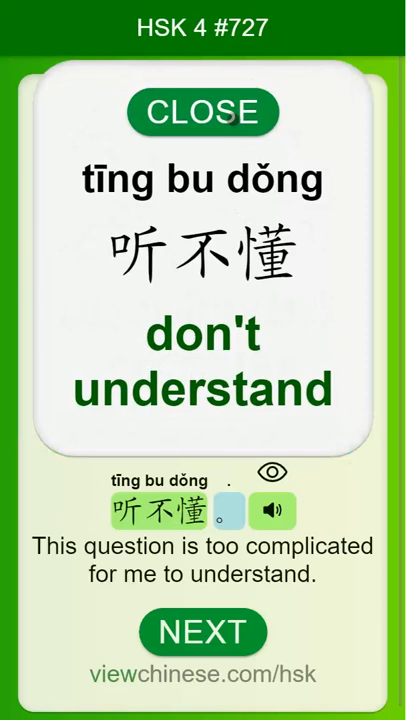 HSK 4 #727
CLOSE
tīng bu dǒng
听不懂
don't
understand
tīng bu dǒng .
听不懂。
This question is too complicated
for me to understand.
NEXT
viewchinese.com/hsk